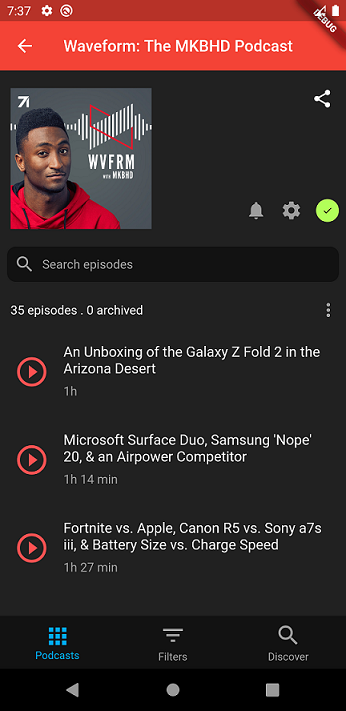 7:37
DEBUG
Waveform: The MKBHD Podcast
WVFRM
WITH MKBHD
Search episodes
35 episodes . 0 archived
An Unboxing of the Galaxy Z Fold 2 in the
Arizona Desert
1h
Microsoft Surface Duo, Samsung 'Nope'
20, & an Airpower Competitor
1h 14 min
Fortnite vs. Apple, Canon R5 vs. Sony a7s
iii, & Battery Size vs. Charge Speed
1h 27 min
Podcasts
Filters
Discover